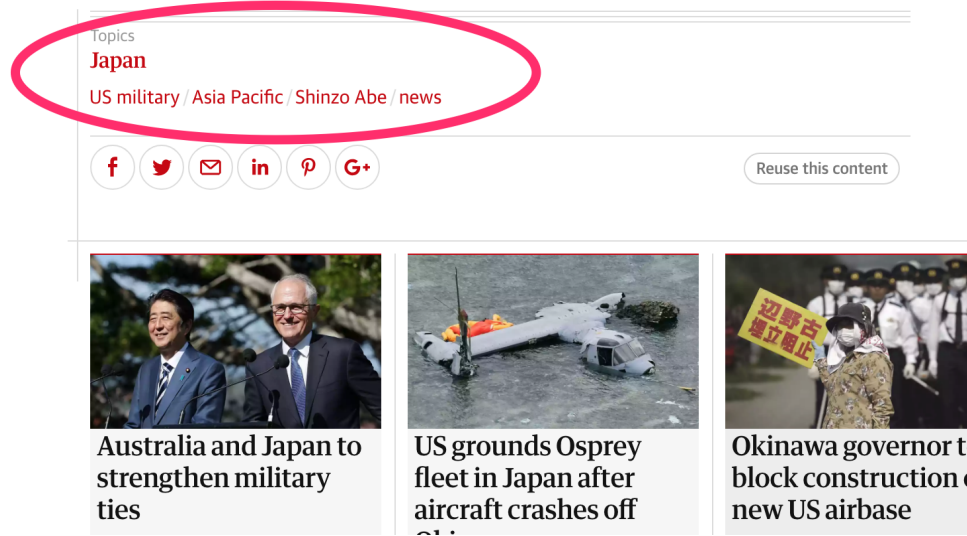 Topics
Japan
US military / Asia Pacific / Shinzo Abe / news
Reuse this content
辺野古
埋立阻止
Australia and Japan to
strengthen military
ties
US grounds Osprey
fleet in Japan after
aircraft crashes off
Okinawa governor t
block construction
new US airbase